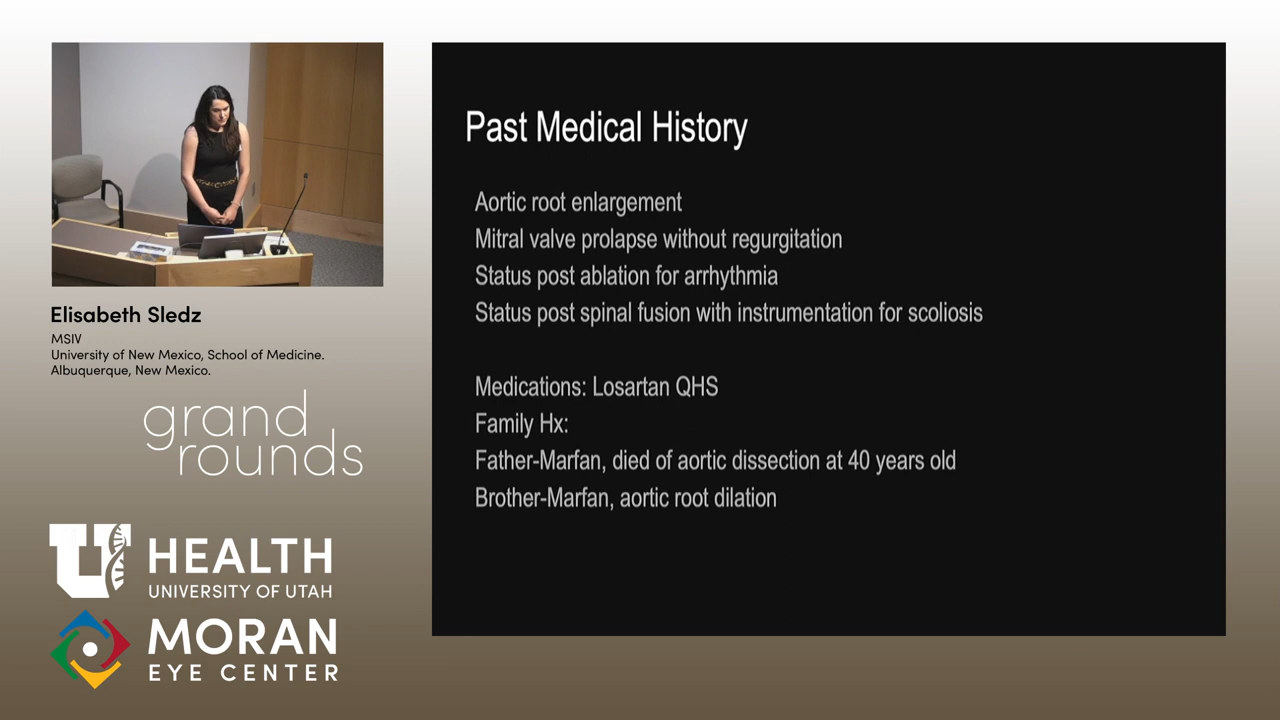 Past Medical History
Aortic root enlargement
Mitral valve prolapse without regurgitation
Status post ablation for arrhythmia
Status post spinal fusion with instrumentation for scoliosis
Medications: Losartan QHS
Family Hx:
Father-Marfan, died of aortic dissection at 40 years old
Brother-Marfan, aortic root dilation
Elisabeth Sledz
MSIV
University of New Mexico, School of Medicine.
Albuquerque, New Mexico.
grand
rounds
U HEALTH
UNIVERSITY OF UTAH
MORAN
EYE CENTER